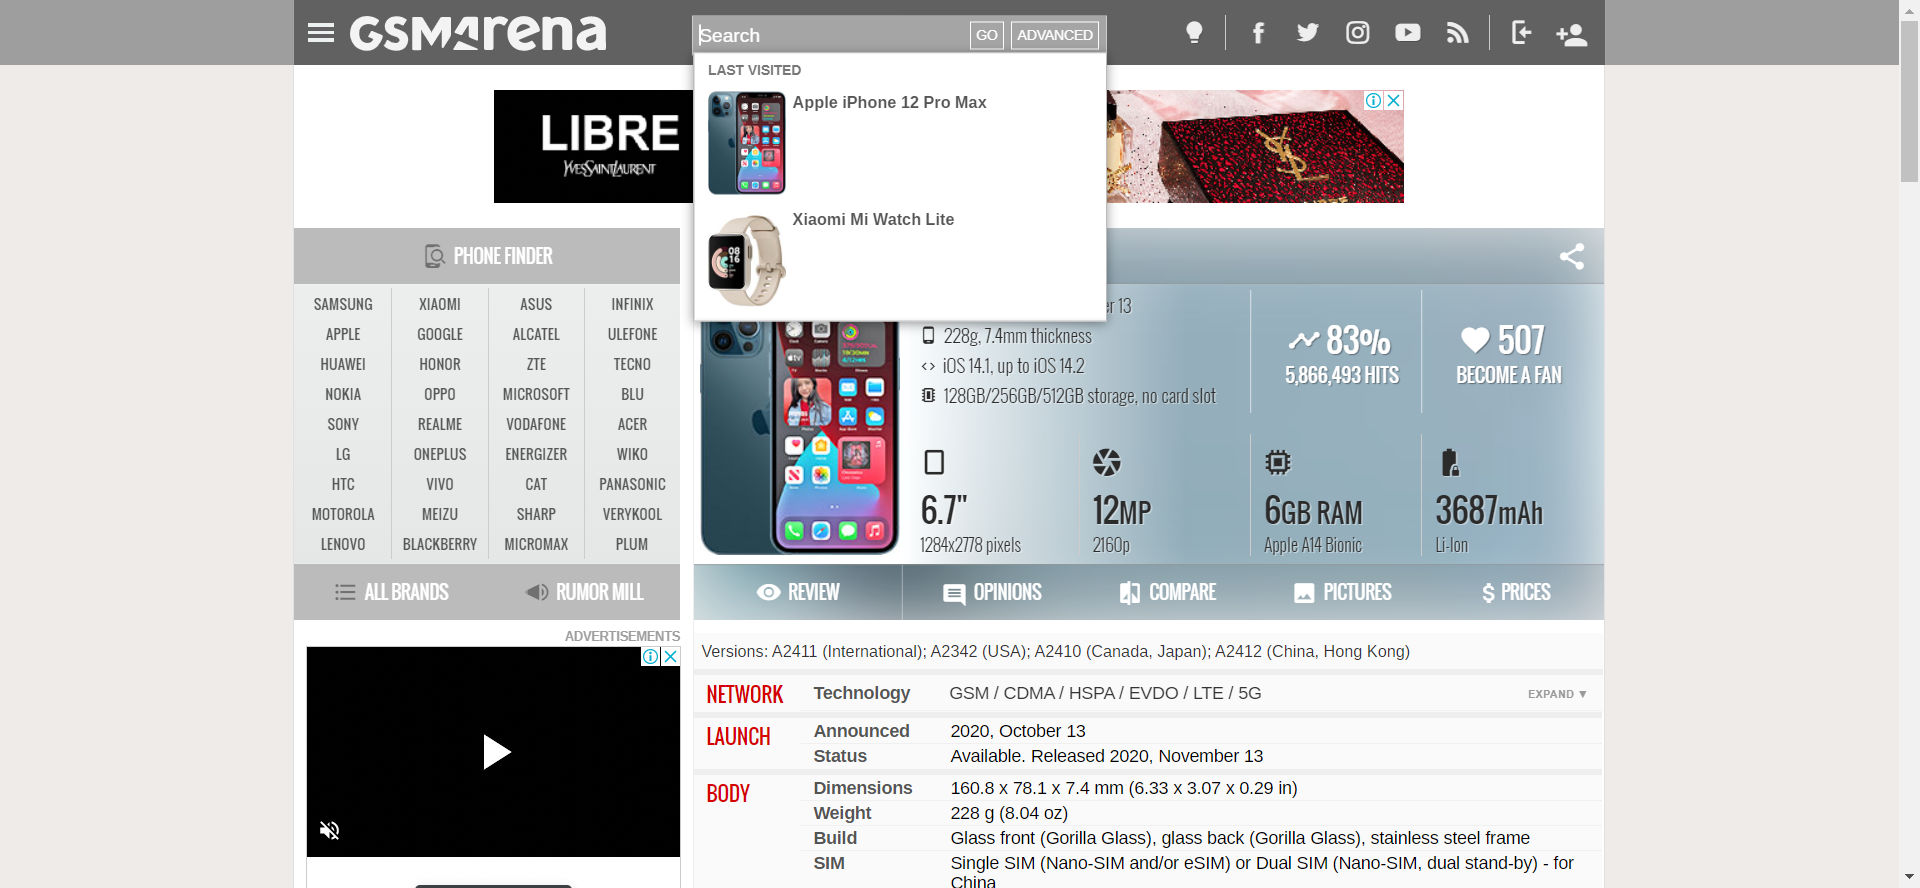 GSMArena
Search
GO
ADVANCED
LAST VISITED
Apple iPhone 12 Pro Max
Xiaomi Mi Watch Lite
LIBRE
YVESSAINTLAURENT
PHONE FINDER
SAMSUNG XIAOMI ASUS INFINIX
APPLE GOOGLE ALCATEL ULEFONE
HUAWEI HONOR ZTE TECNO
NOKIA OPPO MICROSOFT BLU
SONY REALME VODAFONE ACER
LG ONEPLUS ENERGIZER WIKO
HTC VIVO CAT PANASONIC
MOTOROLA MEIZU SHARP VERYKOOL
LENOVO BLACKBERRY MICROMAX PLUM
ALL BRANDS RUMOR MILL
ADVERTISEMENTS
er 13
228g, 7.4mm thickness
iOS 14.1, up to iOS 14.2
128GB/256GB/512GB storage, no card slot
83%
5,866,493 HITS
507
BECOME A FAN
6.7"
1284x2778 pixels
12MP
2160p
6GB RAM
Apple A14 Bionic
3687mAh
Li-Ion
REVIEW OPINIONS COMPARE PICTURES PRICES
Versions: A2411 (International); A2342 (USA); A2410 (Canada, Japan); A2412 (China, Hong Kong)
NETWORK Technology GSM / CDMA / HSPA / EVDO / LTE / 5G EXPAND ▼
LAUNCH Announced 2020, October 13
Status Available. Released 2020, November 13
BODY Dimensions 160.8 x 78.1 x 7.4 mm (6.33 x 3.07 x 0.29 in)
Weight 228 g (8.04 oz)
Build Glass front (Gorilla Glass), glass back (Gorilla Glass), stainless steel frame
SIM Single SIM (Nano-SIM and/or eSIM) or Dual SIM (Nano-SIM, dual stand-by) - for
China